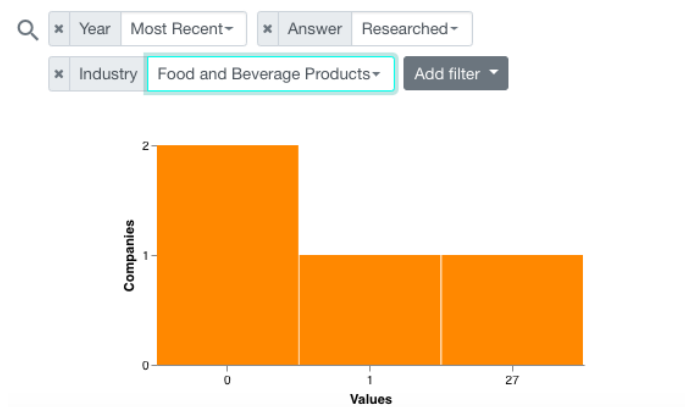 × Year Most Recent × Answer Researched
× Industry Food and Beverage Products Add filter
2
Companies
1
0
0 1 27
Values